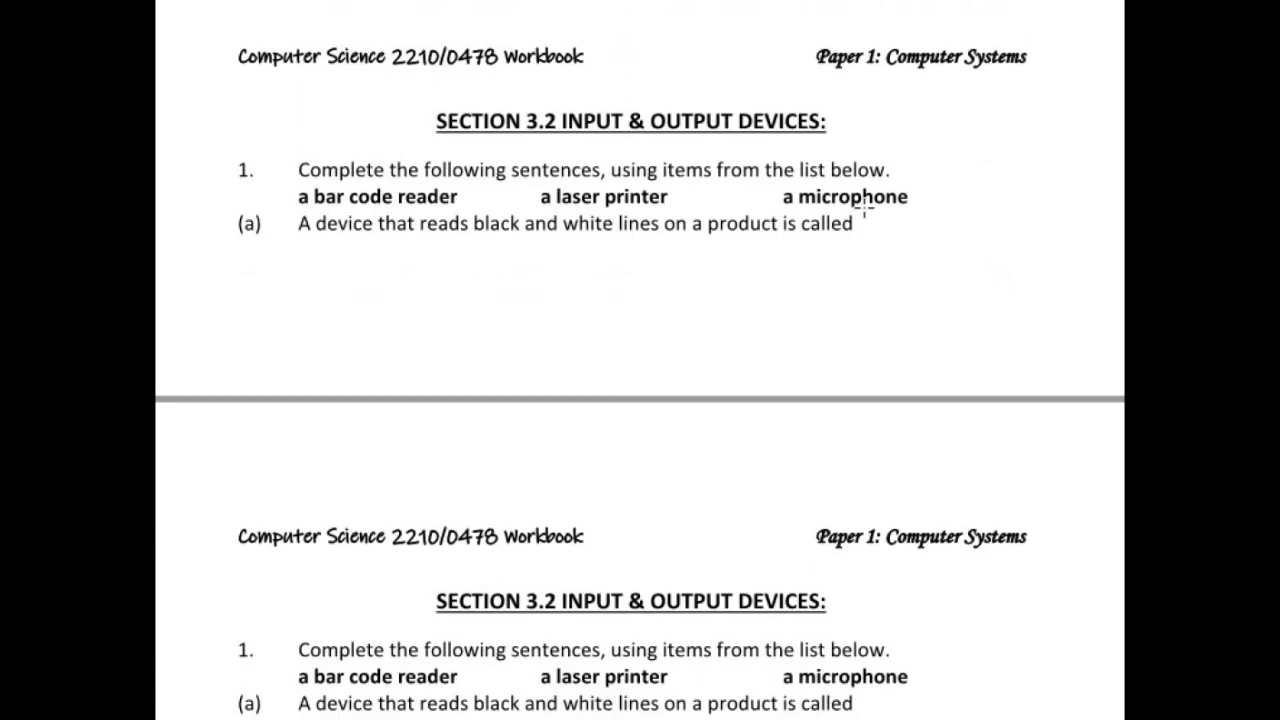 Computer Science 2210/0478 Workbook Paper 1: Computer Systems
SECTION 3.2 INPUT & OUTPUT DEVICES:
1. Complete the following sentences, using items from the list below.
a bar code reader a laser printer a microphone
(a) A device that reads black and white lines on a product is called
Computer Science 2210/0478 Workbook Paper 1: Computer Systems
SECTION 3.2 INPUT & OUTPUT DEVICES:
1. Complete the following sentences, using items from the list below.
a bar code reader a laser printer a microphone
(a) A device that reads black and white lines on a product is called